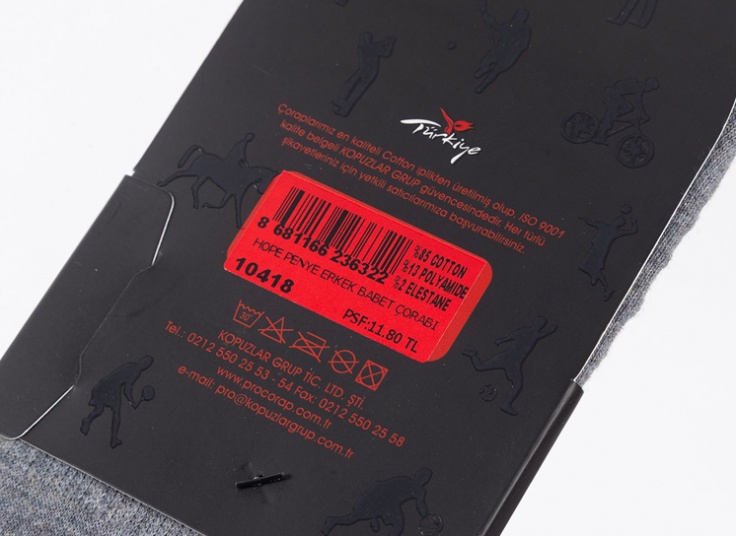 Türkiye
Çoraplarımız en kaliteli Cotton iplikten üretilmiş olup, ISO 9001
kalite belgeli KOPUZLAR GRUP güvencesindedir. Her türlü
şikayetleriniz için yetkili satıcılarımıza başvurabilirsiniz.
8 681166 236322
%85 COTTON
%13 POLYAMIDE
%2 ELESTANE
HOPE PENYE ERKEK BABET ÇORABI
10418
PSF:11.80 TL
30°
KOPUZLAR GRUP TİC. LTD. ŞTİ.
Tel.: 0212 550 25 53 - 54 Fax: 0212 550 25 58
www.procorap.com.tr
e-mail: pro@kopuzlargrup.com.tr